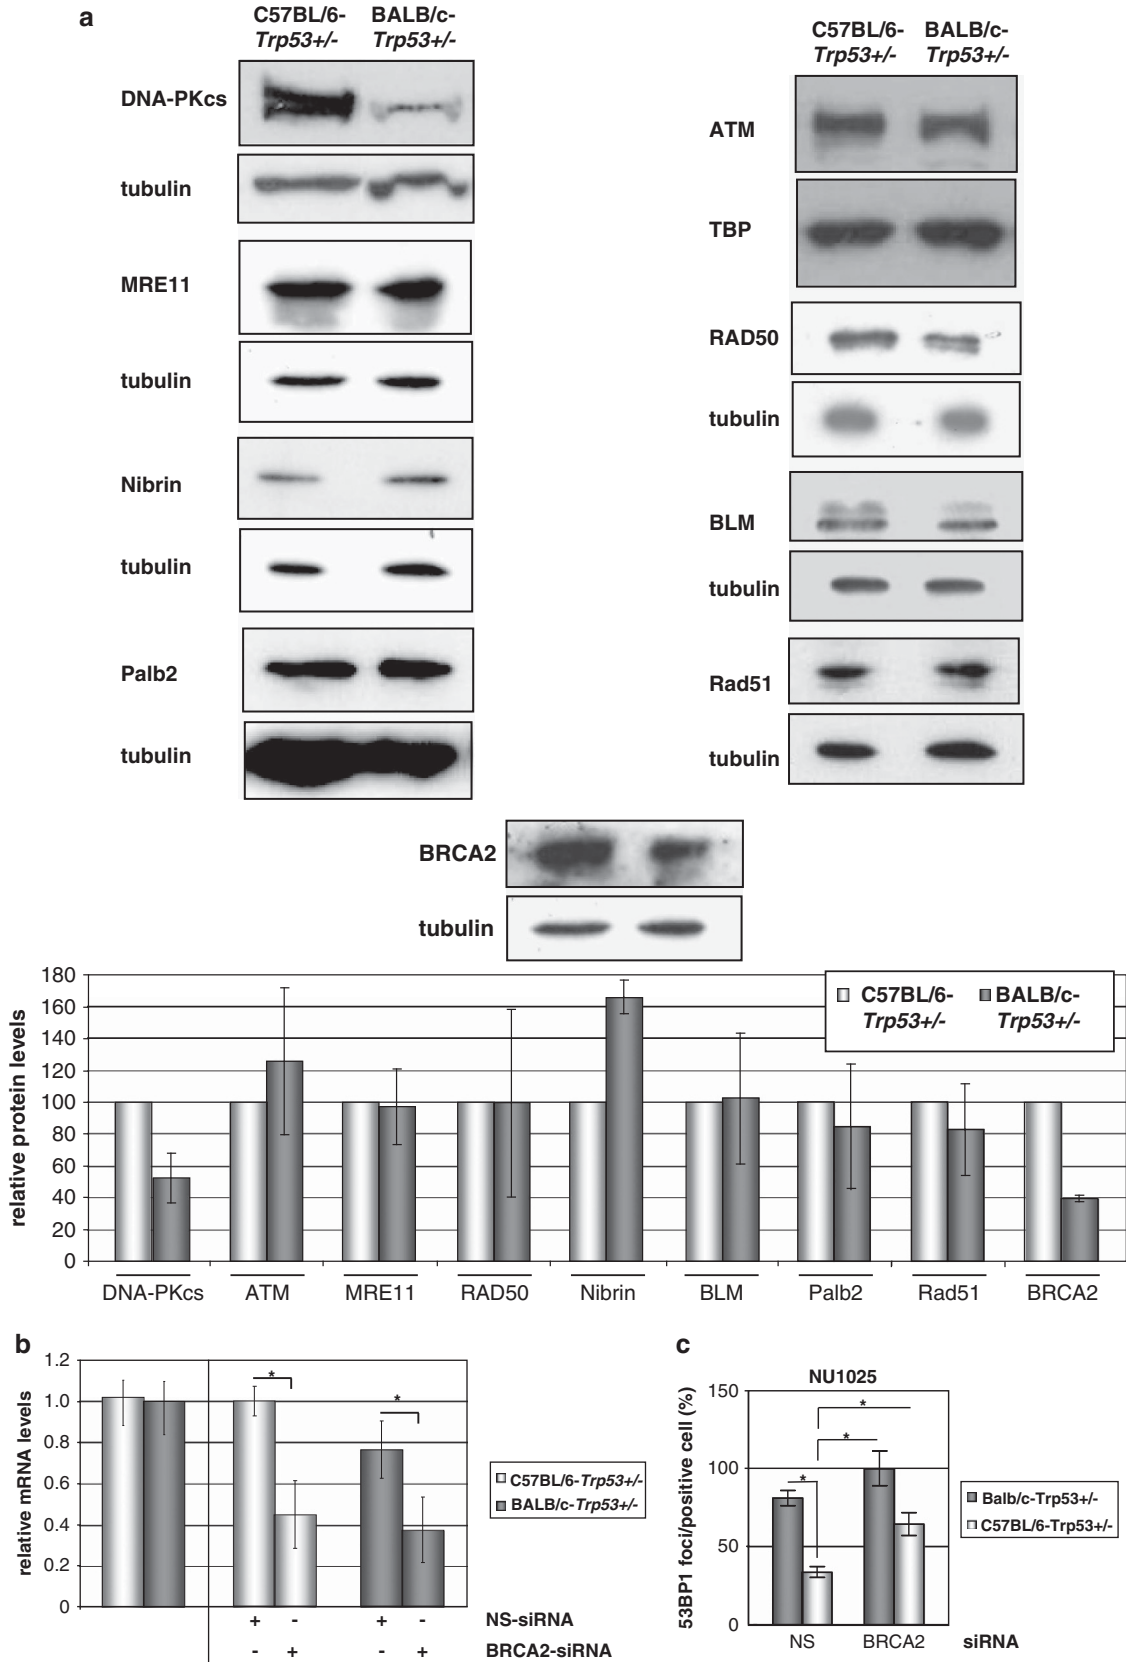 a
C57BL/6- BALB/c-
Trp53+/- Trp53+/-
DNA-PKcs
tubulin
MRE11
tubulin
Nibrin
tubulin
Palb2
tubulin
C57BL/6- BALB/c-
Trp53+/- Trp53+/-
ATM
TBP
RAD50
tubulin
BLM
tubulin
Rad51
tubulin
BRCA2
tubulin
relative protein levels
180
160
140
120
100
80
60
40
20
0
C57BL/6- BALB/c-
Trp53+/- Trp53+/-
DNA-PKcs ATM MRE11 RAD50 Nibrin BLM Palb2 Rad51 BRCA2
b
relative mRNA levels
1.2
1.0
0.8
0.6
0.4
0.2
0
* *
C57BL/6-Trp53+/-
BALB/c-Trp53+/-
+ - + - NS-siRNA
- + - + BRCA2-siRNA
c
NU1025
53BP1 foci/positive cell (%)
150
100
50
0
*
*
*
Balb/c-Trp53+/-
C57BL/6-Trp53+/-
NS BRCA2 siRNA